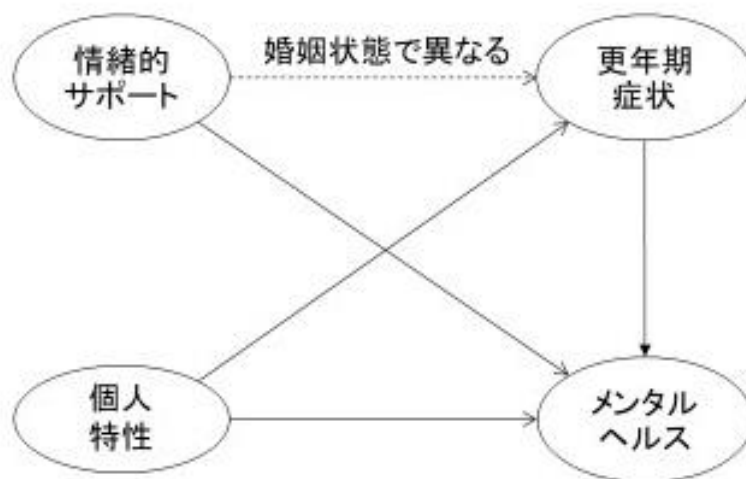 情緒的
サポート
婚姻状態で異なる
更年期
症状
個人
特性
メンタル
ヘルス